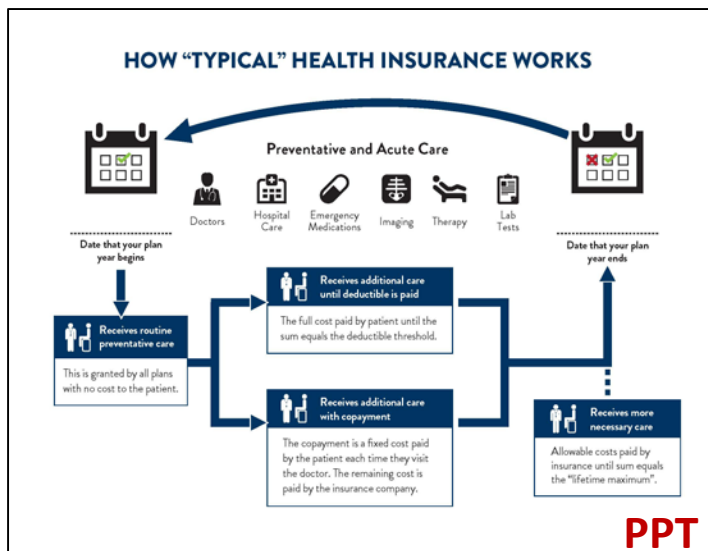 HOW “TYPICAL” HEALTH INSURANCE WORKS
Preventative and Acute Care
Doctors
Hospital
Care
Emergency
Medications
Imaging
Therapy
Lab
Tests
Date that your plan
year begins
Date that your plan
year ends
Receives routine
preventative care
This is granted by all plans
with no cost to the patient.
Receives additional care
until deductible is paid
The full cost paid by patient until the
sum equals the deductible threshold.
Receives additional care
with copayment
The copayment is a fixed cost paid
by the patient each time they visit
the doctor. The remaining cost is
paid by the insurance company.
Receives more
necessary care
Allowable costs paid by
insurance until sum equals
the “lifetime maximum”.
PPT